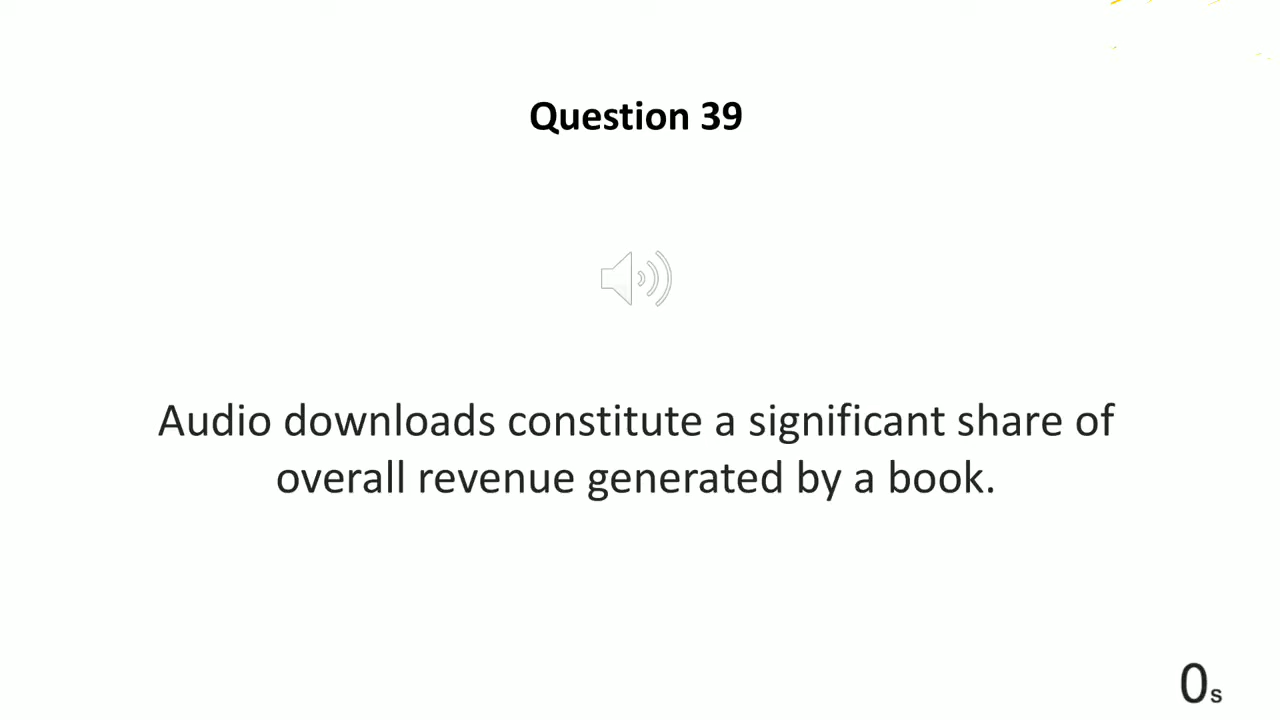 Question 39
Audio downloads constitute a significant share of
overall revenue generated by a book.
0s